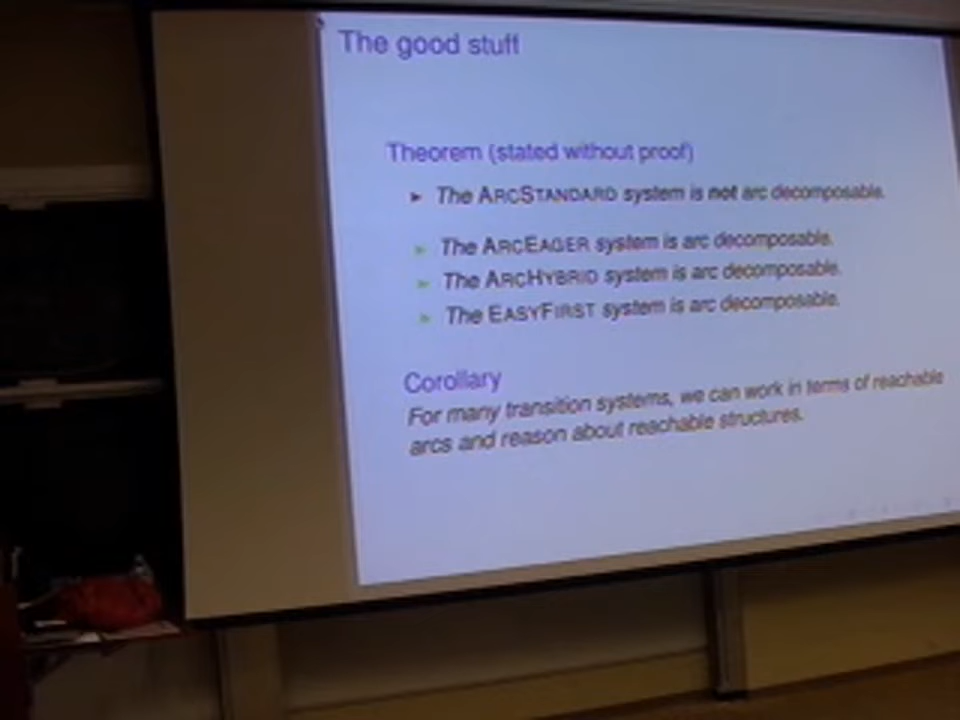 The good stuff
Theorem (stated without proof)
The ARCSTANDARD system is not arc decomposable.
The ARCEAGER system is arc decomposable.
The ARCHYBRID system is arc decomposable.
The EASYFIRST system is arc decomposable.
Corollary
For many transition systems, we can work in terms of reachable
arcs and reason about reachable structures.